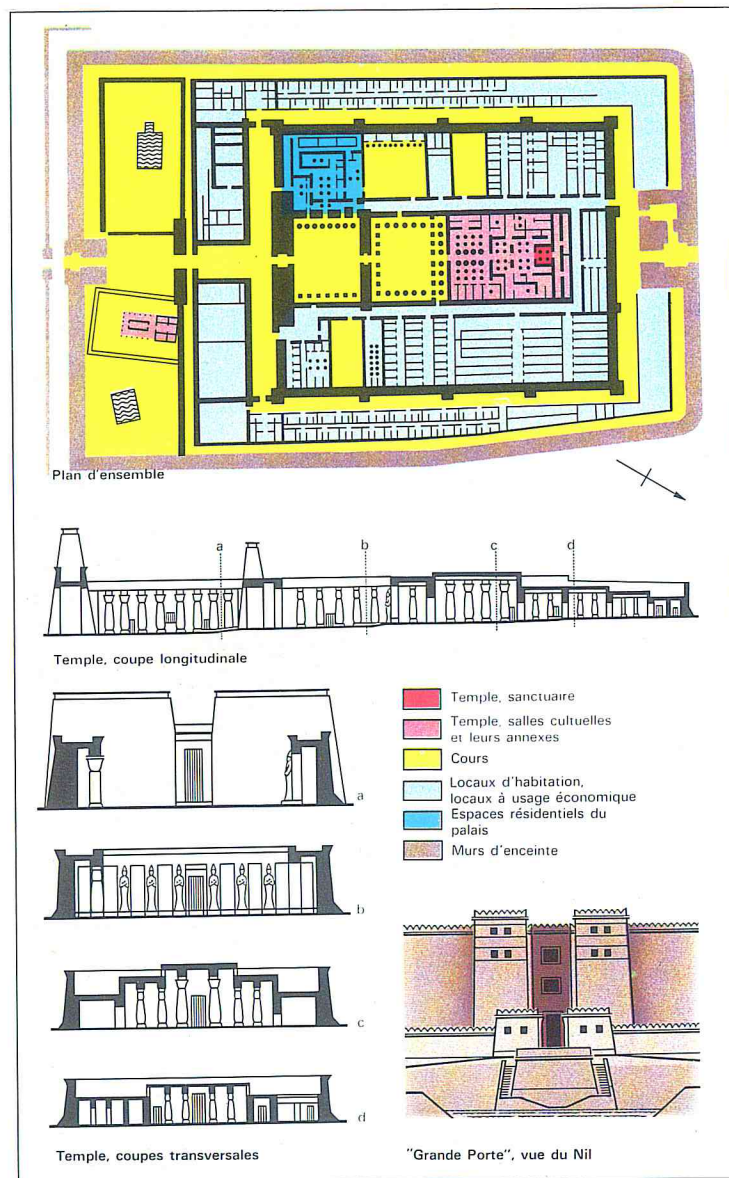 Plan d'ensemble
a
b
c
d
Temple, coupe longitudinale
a
b
c
d
Temple, coupes transversales
Temple, sanctuaire
Temple, salles cultuelles
et leurs annexes
Cours
Locaux d'habitation,
locaux à usage économique
Espaces résidentiels du
palais
Murs d'enceinte
"Grande Porte", vue du Nil